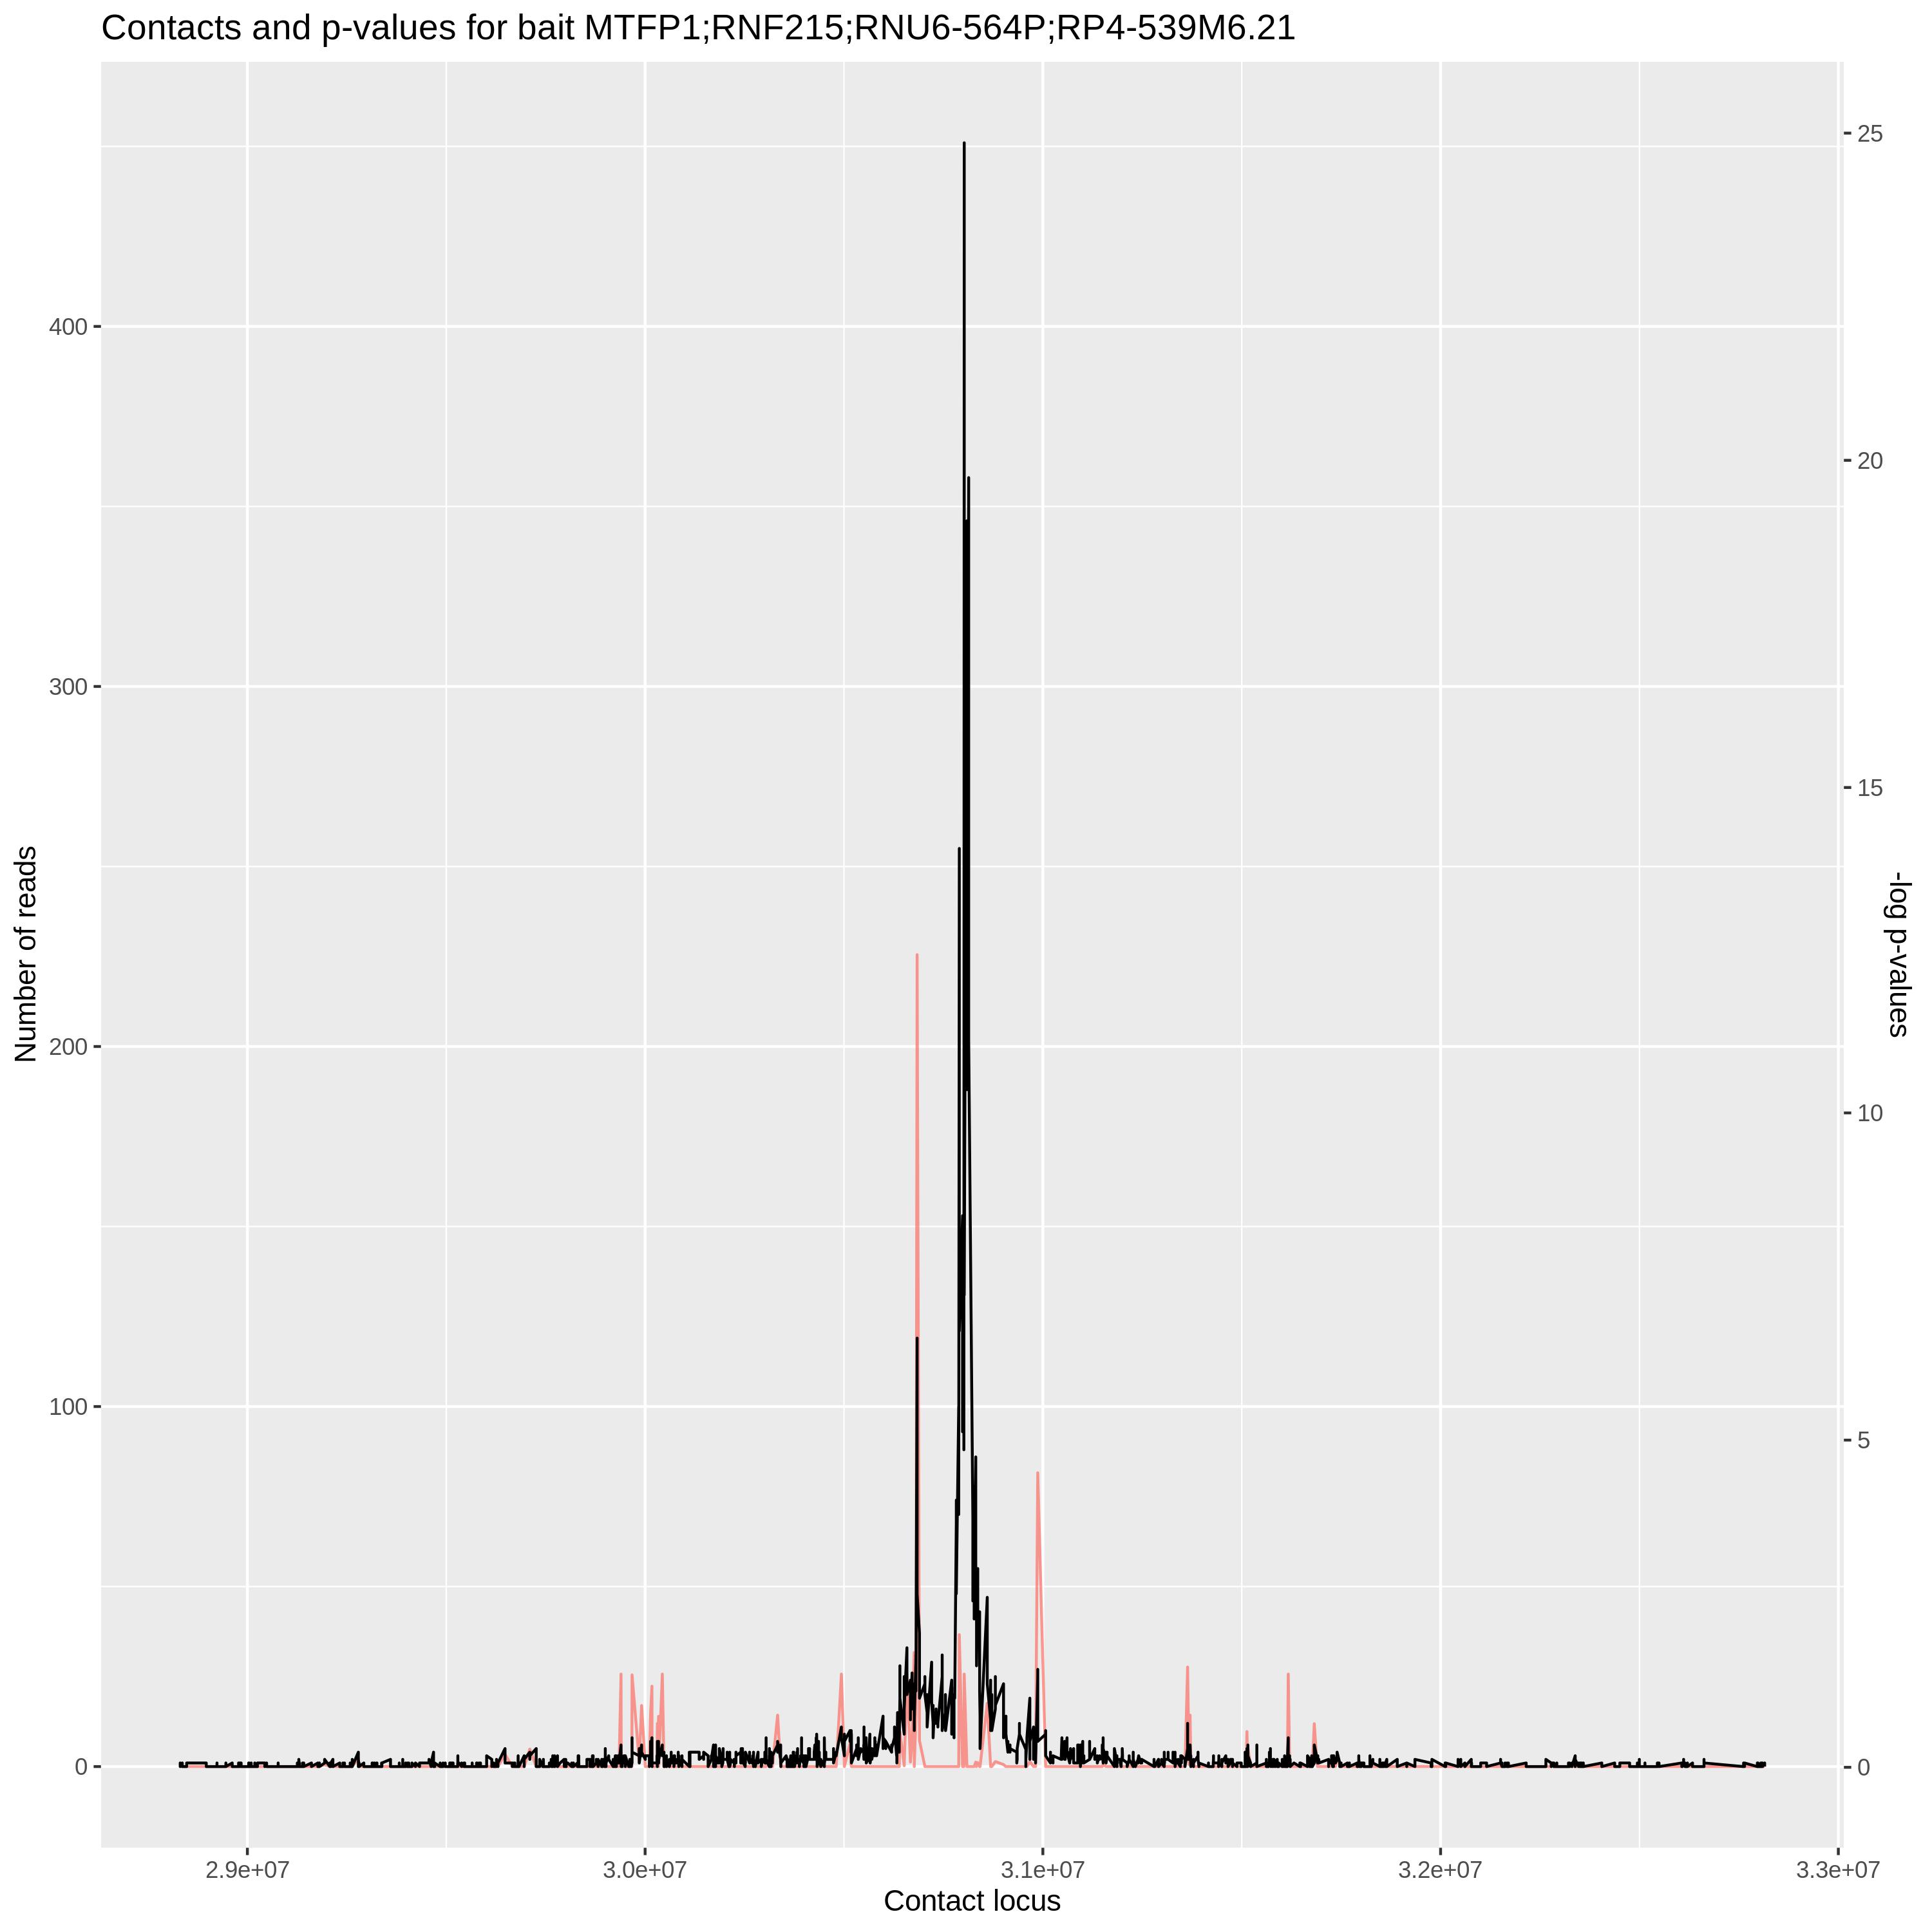 Contacts and p-values for bait MTFP1;RNF215;RNU6-564P;RP4-539M6.21
Number of reads
400
300
200
100
0
25
20
15
10
5
0
-log p-values
2.9e+07 3.0e+07 3.1e+07 3.2e+07 3.3e+07
Contact locus